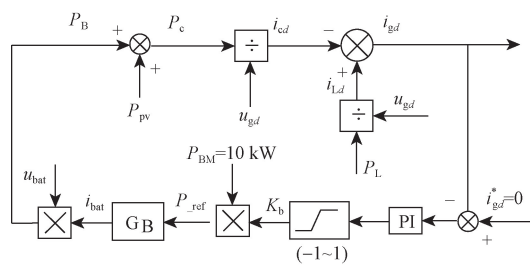 P_B + P_c ÷ i_cd − i_gd
+
P_pv
u_gd
i_Ld +
÷ u_gd
P_L
P_BM=10 kW
u_bat
i_bat G_B P__ref K_b PI − i*_gd=0
+
(−1~1)